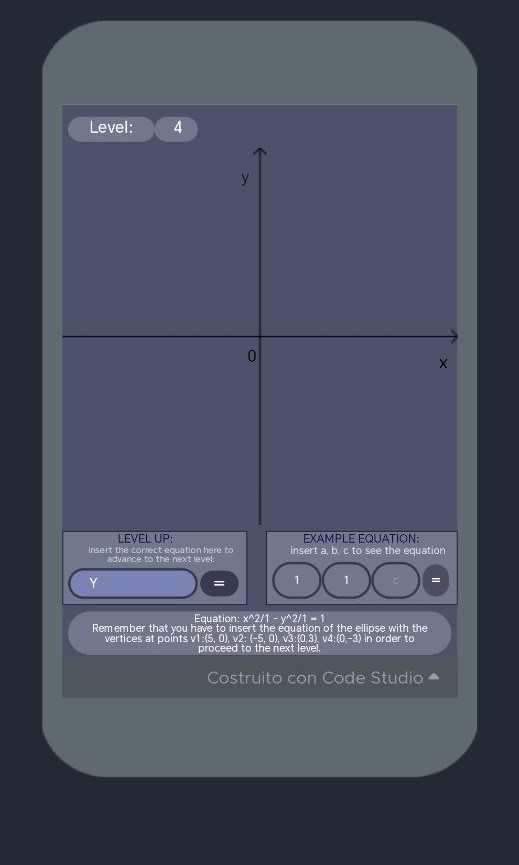 Level: 4
y
0
x
LEVEL UP:
Insert the correct equation here to
advance to the next level:
Y =
EXAMPLE EQUATION:
insert a, b, c to see the equation
1 1 c =
Equation: x^2/1 - y^2/1 = 1
Remember that you have to insert the equation of the ellipse with the
vertices at points v1:(5, 0), v2: (-5, 0), v3:(0.3), v4:(0,-3) in order to
proceed to the next level.
Costruito con Code Studio